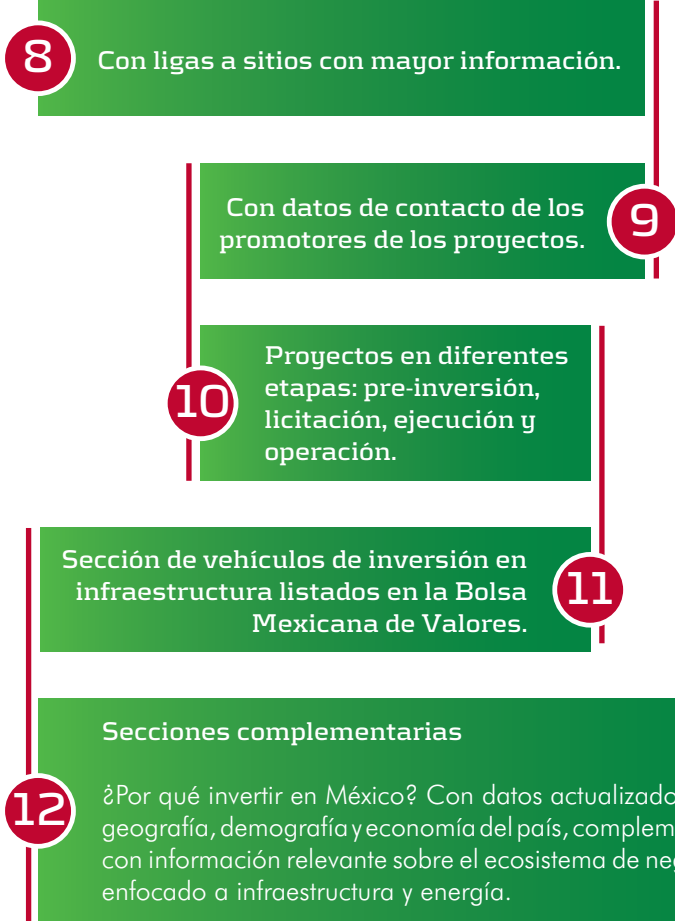 8
Con ligas a sitios con mayor información.
Con datos de contacto de los
promotores de los proyectos.
9
10
Proyectos en diferentes
etapas: pre-inversión,
licitación, ejecución y
operación.
Sección de vehículos de inversión en
infraestructura listados en la Bolsa
Mexicana de Valores.
11
Secciones complementarias
12
¿Por qué invertir en México? Con datos actualizado
geografía, demografía y economía del país, complem
con información relevante sobre el ecosistema de ne
enfocado a infraestructura y energía.